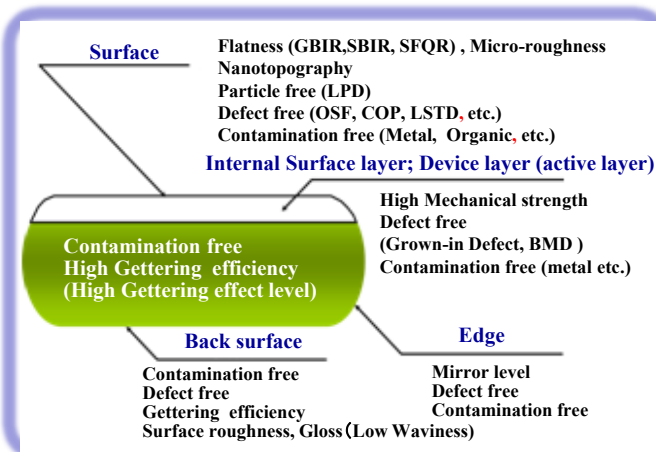 Surface
Flatness (GBIR,SBIR, SFQR) , Micro-roughness
Nanotopography
Particle free (LPD)
Defect free (OSF, COP, LSTD, etc.)
Contamination free (Metal, Organic, etc.)
Internal Surface layer; Device layer (active layer)
High Mechanical strength
Defect free
(Grown-in Defect, BMD )
Contamination free (metal etc.)
Contamination free
High Gettering efficiency
(High Gettering effect level)
Back surface
Contamination free
Defect free
Gettering efficiency
Surface roughness, Gloss(Low Waviness)
Edge
Mirror level
Defect free
Contamination free